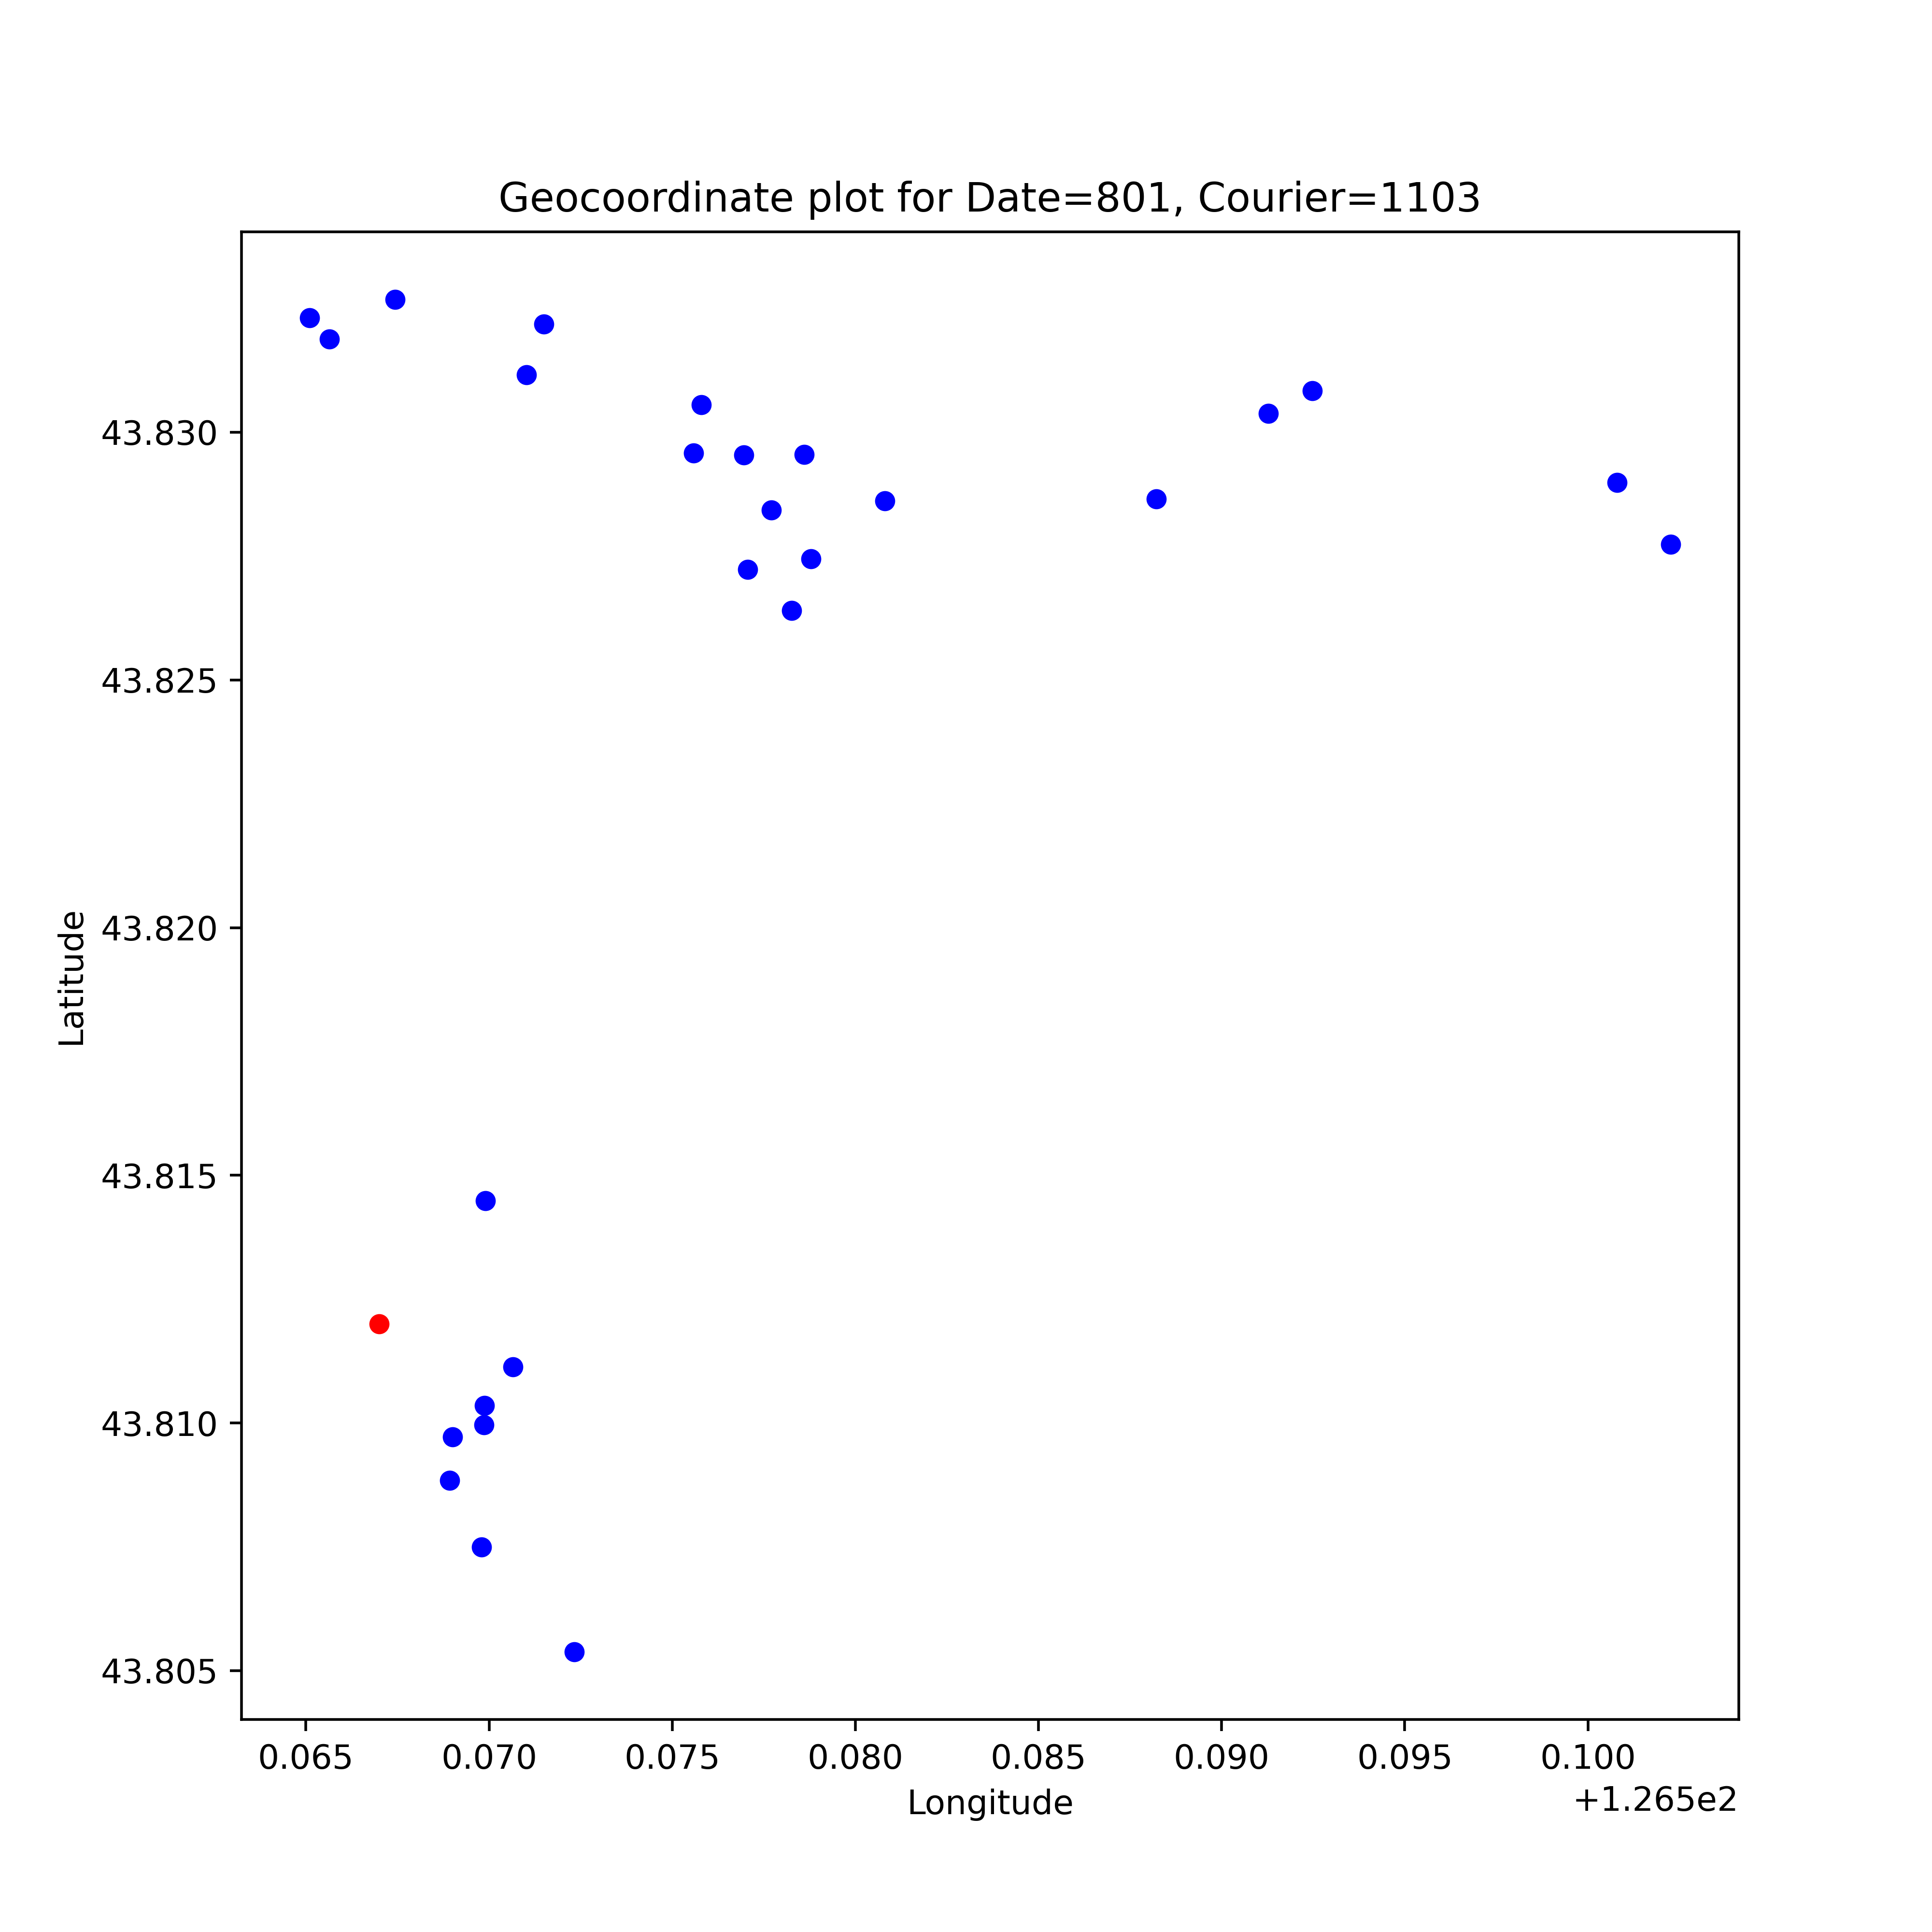 Geocoordinate plot for Date=801, Courier=1103
43.830
43.825
43.820
43.815
43.810
43.805
Latitude
0.065 0.070 0.075 0.080 0.085 0.090 0.095 0.100
+1.265e2
Longitude